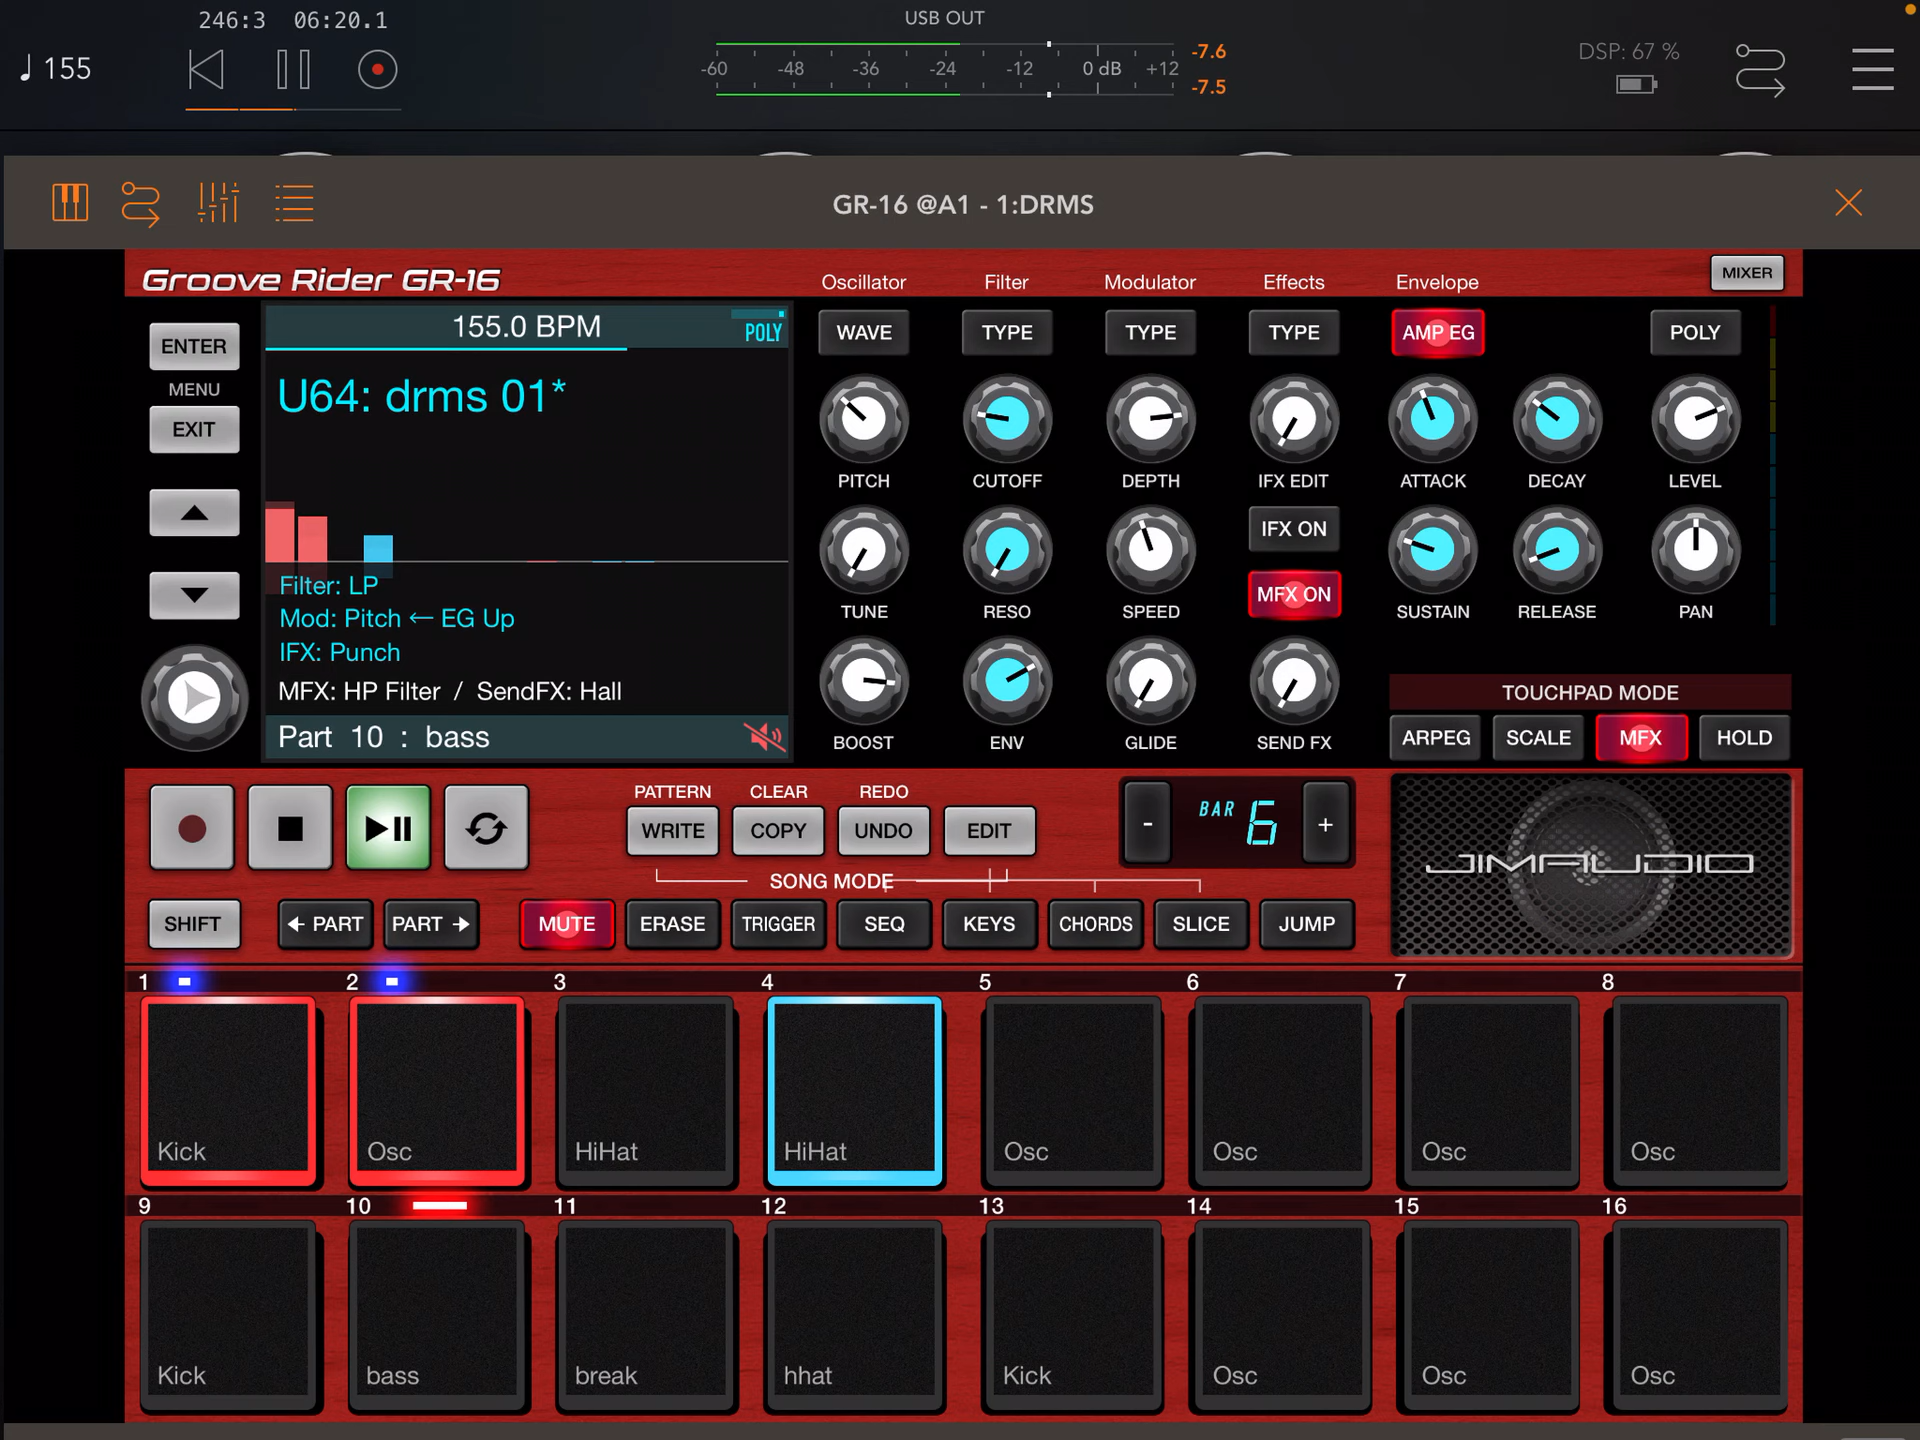 246:3 06:20.1
♩ 155
USB OUT
-60 -48 -36 -24 -12 0 dB +12
-7.6
-7.5
DSP: 67 %
GR-16 @A1 - 1:DRMS
Groove Rider GR-16
Oscillator Filter Modulator Effects Envelope
MIXER
ENTER
MENU
EXIT
155.0 BPM
POLY
U64: drms 01*
Filter: LP
Mod: Pitch ← EG Up
IFX: Punch
MFX: HP Filter / SendFX: Hall
Part 10 : bass
WAVE TYPE TYPE TYPE AMP EG POLY
PITCH CUTOFF DEPTH IFX EDIT ATTACK DECAY LEVEL
IFX ON
MFX ON
TUNE RESO SPEED SUSTAIN RELEASE PAN
BOOST ENV GLIDE SEND FX
TOUCHPAD MODE
ARPEG SCALE MFX HOLD
PATTERN CLEAR REDO
WRITE COPY UNDO EDIT
- BAR 6 +
SONG MODE
JIMAUDIO
SHIFT ← PART PART → MUTE ERASE TRIGGER SEQ KEYS CHORDS SLICE JUMP
1 2 3 4 5 6 7 8
Kick Osc HiHat HiHat Osc Osc Osc Osc
9 10 11 12 13 14 15 16
Kick bass break hhat Kick Osc Osc Osc